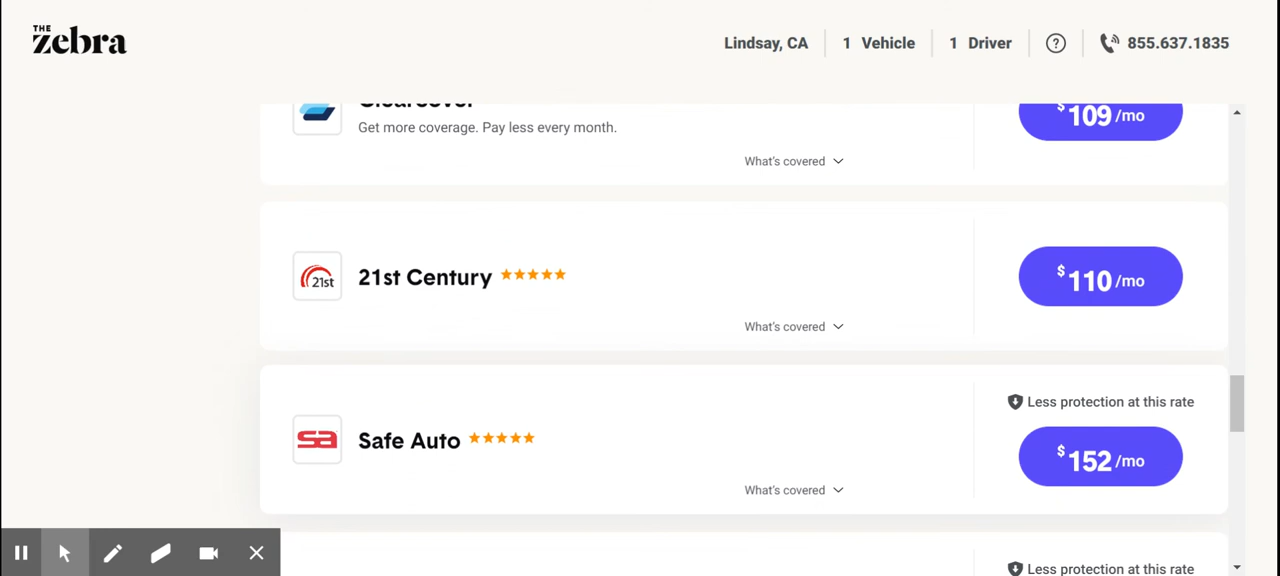 THE
Zebra
Lindsay, CA
1 Vehicle
1 Driver
?
855.637.1835
Clearcover
Get more coverage. Pay less every month.
$109/mo
What's covered
21st
21st Century
$110/mo
What's covered
Less protection at this rate
sa
Safe Auto
$152/mo
What's covered
Less protection at this rate